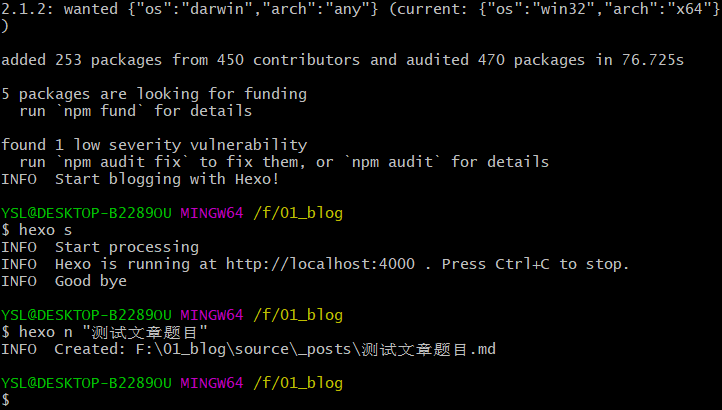 2.1.2: wanted {"os":"darwin","arch":"any"} (current: {"os":"win32","arch":"x64"}
)
added 253 packages from 450 contributors and audited 470 packages in 76.725s
5 packages are looking for funding
  run `npm fund` for details
found 1 low severity vulnerability
  run `npm audit fix` to fix them, or `npm audit` for details
INFO  Start blogging with Hexo!
YSL@DESKTOP-B2289OU MINGW64 /f/01_blog
$ hexo s
INFO  Start processing
INFO  Hexo is running at http://localhost:4000 . Press Ctrl+C to stop.
INFO  Good bye
YSL@DESKTOP-B2289OU MINGW64 /f/01_blog
$ hexo n "测试文章题目"
INFO  Created: F:\01_blog\source\_posts\测试文章题目.md
YSL@DESKTOP-B2289OU MINGW64 /f/01_blog
$